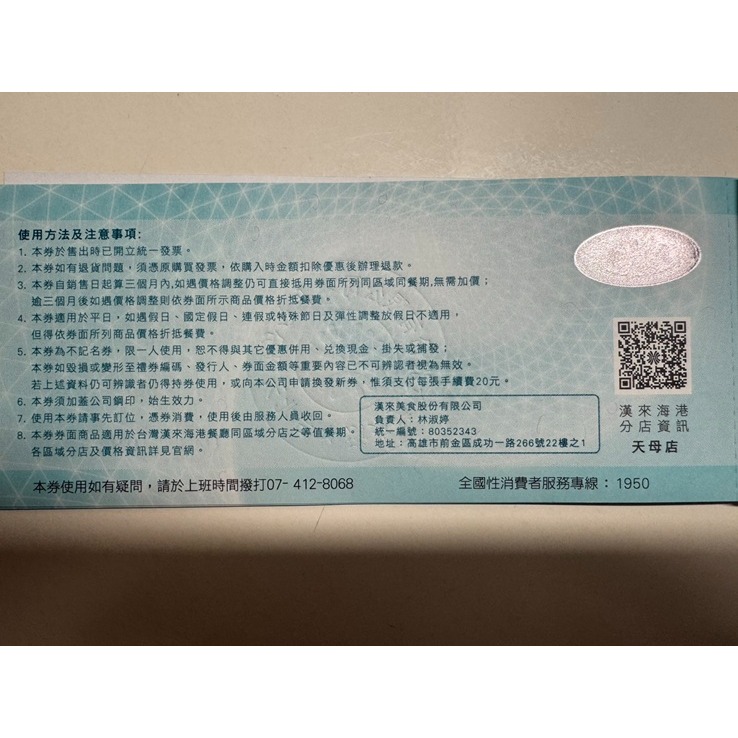 使用方法及注意事項:
1. 本券於售出時已開立統一發票。
2. 本券如有退貨問題，須憑原購買發票，依購入時金額扣除優惠後辦理退款。
3. 本券自銷售日起算三個月內,如遇價格調整仍可直接抵用券面所列同區域同餐期,無需加價；
逾三個月後如遇價格調整則依券面所示商品價格折抵餐費。
4. 本券適用於平日，如遇假日、國定假日、連假或特殊節日及彈性調整放假日不適用，
但得依券面所列商品價格折抵餐費。
5. 本券為不記名券，限一人使用，恕不得與其它優惠併用、兌換現金、掛失或補發；
本券如毀損或變形至禮券編碼、發行人、券面金額等重要內容已不可辨認者視為無效。
若上述資料仍可辨識者仍得持券使用，或向本公司申請換發新券，惟須支付每張手續費20元。
6. 本券須加蓋公司鋼印，始生效力。
7. 使用本券請事先訂位，憑券消費，使用後由服務人員收回。
8. 本券券面商品適用於台灣漢來海港餐廳同區域分店之等值餐期。
各區域分店及價格資訊詳見官網。
漢來美食股份有限公司
負責人：林淑婷
統一編號：80352343
地址：高雄市前金區成功一路266號22樓之1
漢來海港
分店資訊
天母店
本券使用如有疑問，請於上班時間撥打07- 412-8068
全國性消費者服務專線：1950